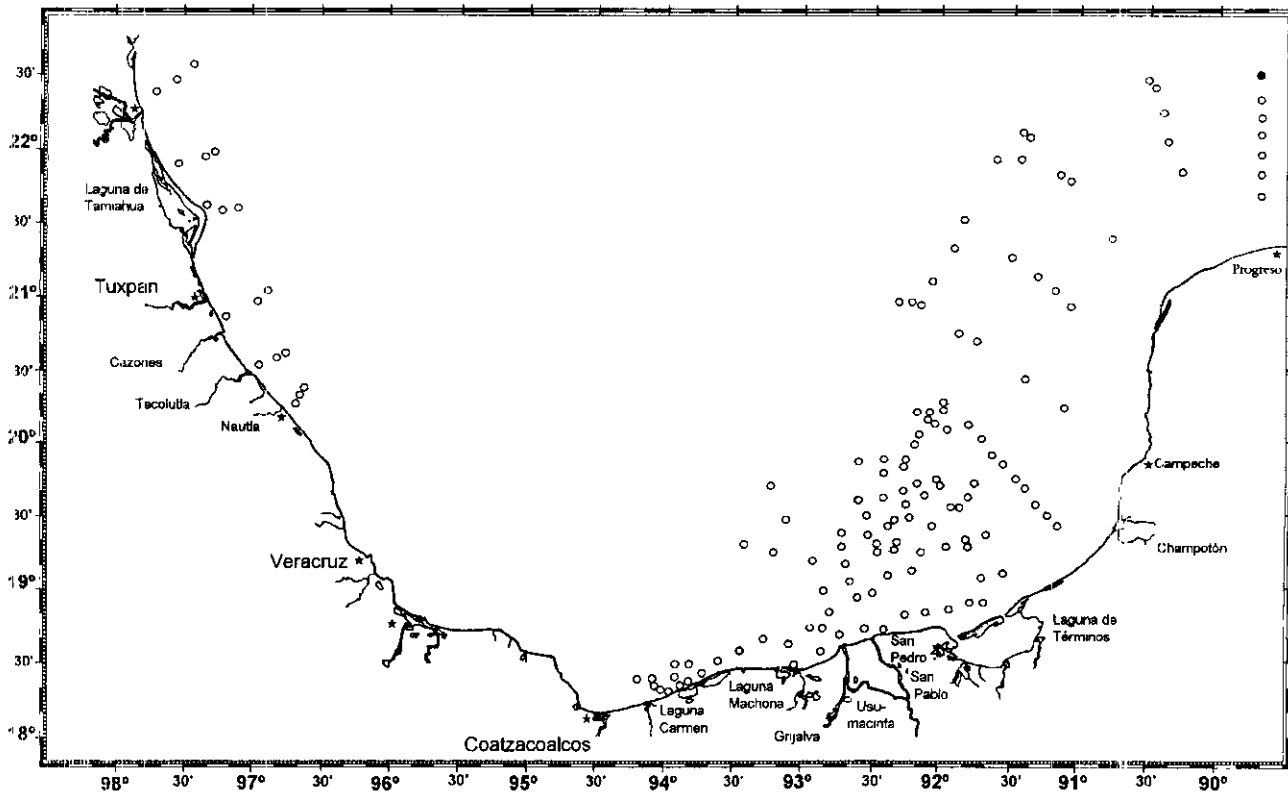 30'
22°
Laguna de
Tamiahua
30'
Tuxpan
21°
Progreso
Cazones
30'
Tecolutla
Nautla
20°
Campeche
30'
Champotón
Veracruz
19°
Laguna de
Términos
San
Pedro
30'
San
Pablo
Laguna
Machona
Laguna
Carmen
Usu-
macinta
Grijalva
18°
Coatzacoalcos
98° 30' 97° 30' 96° 30' 95° 30' 94° 30' 93° 30' 92° 30' 91° 30' 90°